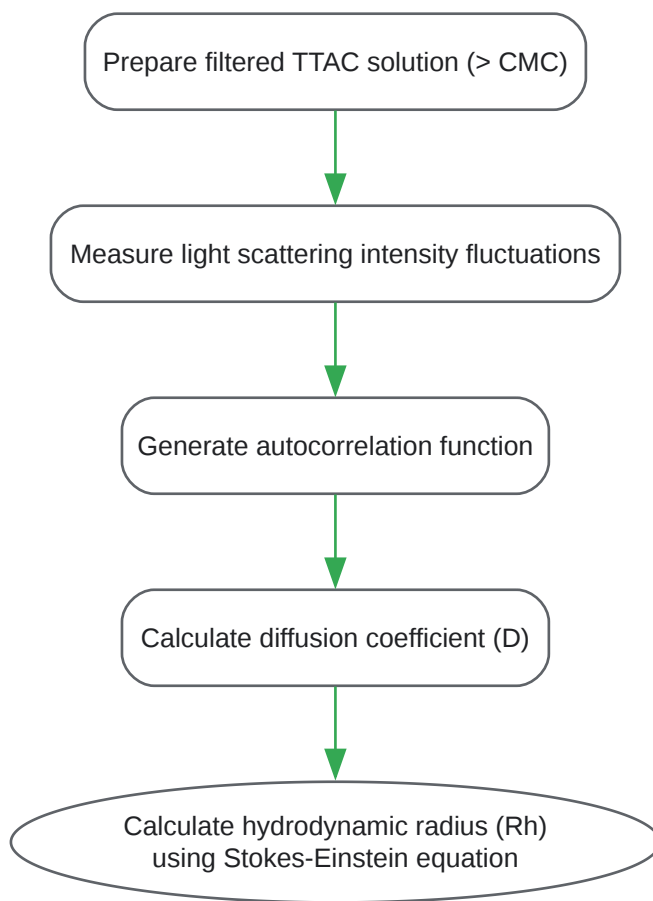 Prepare filtered TTAC solution (> CMC)
Measure light scattering intensity fluctuations
Generate autocorrelation function
Calculate diffusion coefficient (D)
Calculate hydrodynamic radius (Rh)
using Stokes-Einstein equation